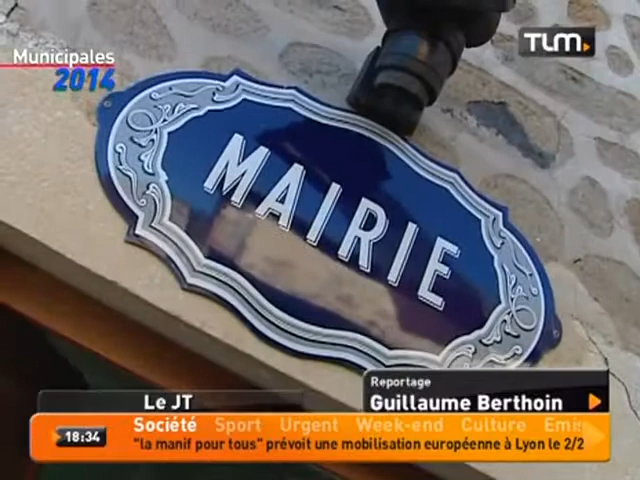 Municipales
2014
TLM
MAIRIE
Reportage
Le JT
Guillaume Berthoin
Société Sport Urgent Week-end Culture
18:34
"la manif pour tous" prévoit une mobilisation européenne à Lyon le 2/2